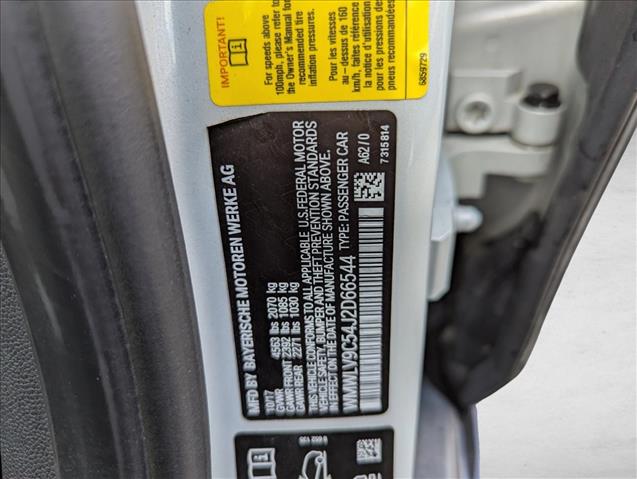 IMPORTANT!
For speeds above
100mph, please refer to
the Owner's Manual for
recommended tire
inflation pressures.
Pour les vitesses
au - dessus de 160
km/h, faites référence
la notice d'utilisation
pour les pressions des
pneus recommandées
6859729
MFD BY BAYERISCHE MOTOREN WERKE AG
10/17
GVWR 4563 lbs 2070 kg
GAWR FRONT 2392 lbs 1085 kg
GAWR REAR 2271 lbs 1030 kg
THIS VEHICLE CONFORMS TO ALL APPLICABLE U.S. FEDERAL MOTOR
VEHICLE SAFETY, BUMPER AND THEFT PREVENTION STANDARDS
IN EFFECT ON THE DATE OF MANUFACTURE SHOWN ABOVE.
WMWLV9C54J2D66544 TYPE: PASSENGER CAR
A62/0
7315814